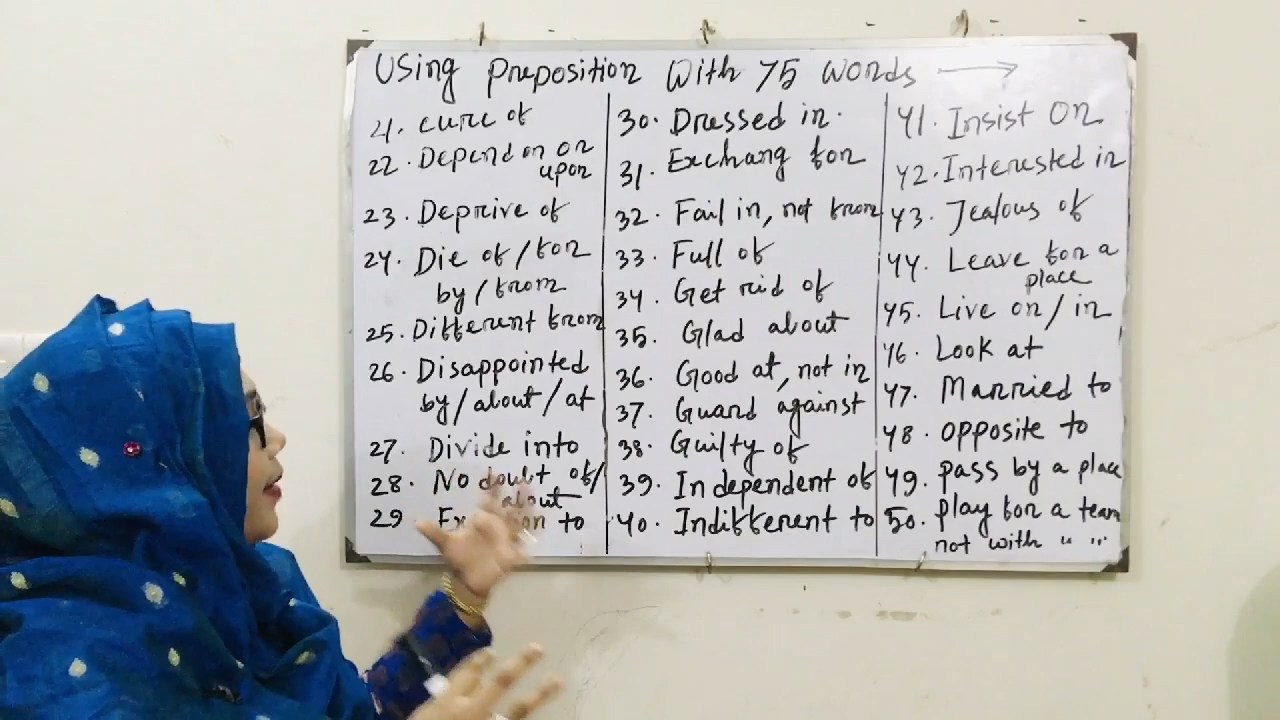 Using preposition with 75 words →
21. cure of
22. Depend on or
upon
23. Deprive of
24. Die of / for
by / from
25. Different from
26. Disappointed
by / about / at
27. Divide into
28. No doubt of /
about
29 to
30. Dressed in.
31. Exchang for
32. Fail in, not from
33. Full of
34. Get rid of
35. Glad about
36. Good at, not in
37. Guard against
38. Guilty of
39. Independent of
40. Indifferent to
41. Insist On
42. Interested in
43. Jealous of
44. Leave for a
place
45. Live on / in
46. Look at
47. Married to
48. opposite to
49. pass by a place
50. play for a team
not with " "